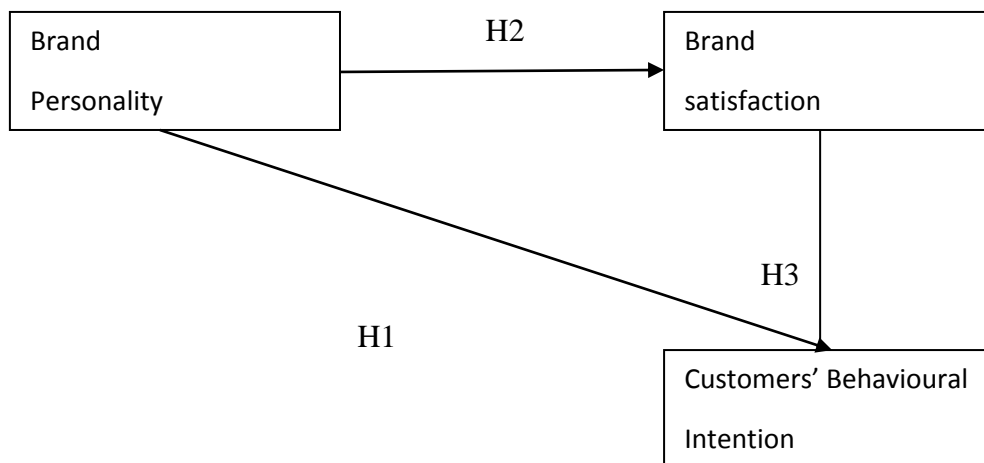 Brand
Personality
H2
Brand
satisfaction
H3
H1
Customers’ Behavioural
Intention